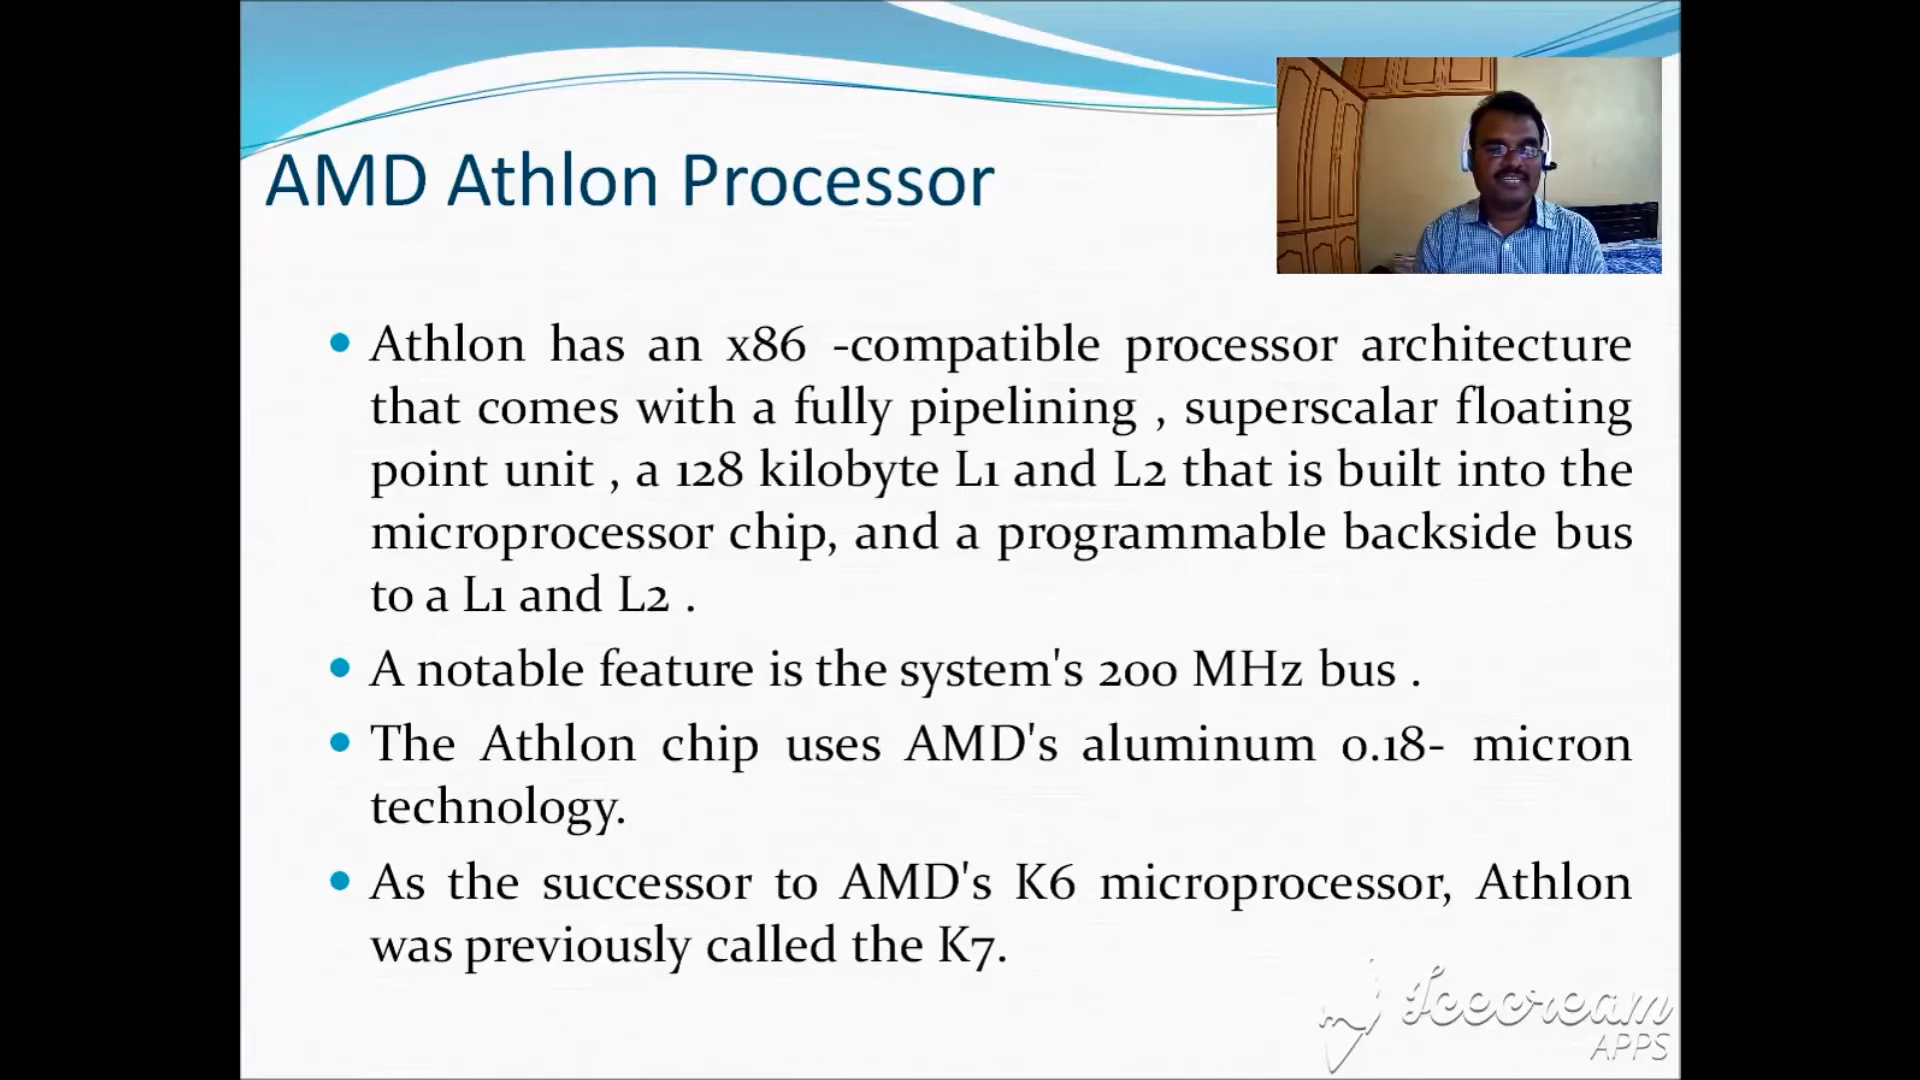 AMD Athlon Processor
Athlon has an x86 -compatible processor architecture
that comes with a fully pipelining , superscalar floating
point unit , a 128 kilobyte L1 and L2 that is built into the
microprocessor chip, and a programmable backside bus
to a L1 and L2 .
A notable feature is the system's 200 MHz bus .
The Athlon chip uses AMD's aluminum 0.18- micron
technology.
As the successor to AMD's K6 microprocessor, Athlon
was previously called the K7.
Icecream
APPS